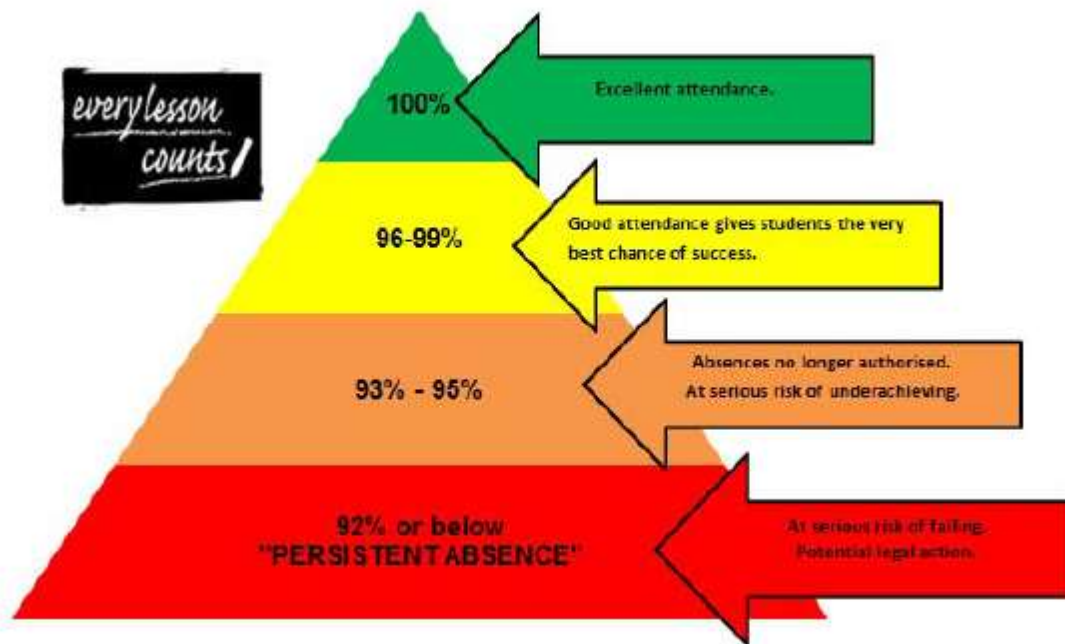 every lesson
counts!
100%
Excellent attendance.
96-99%
Good attendance gives students the very
best chance of success.
93% - 95%
Absences no longer authorised.
At serious risk of underachieving.
92% or below
"PERSISTENT ABSENCE"
At serious risk of failing.
Potential legal action.